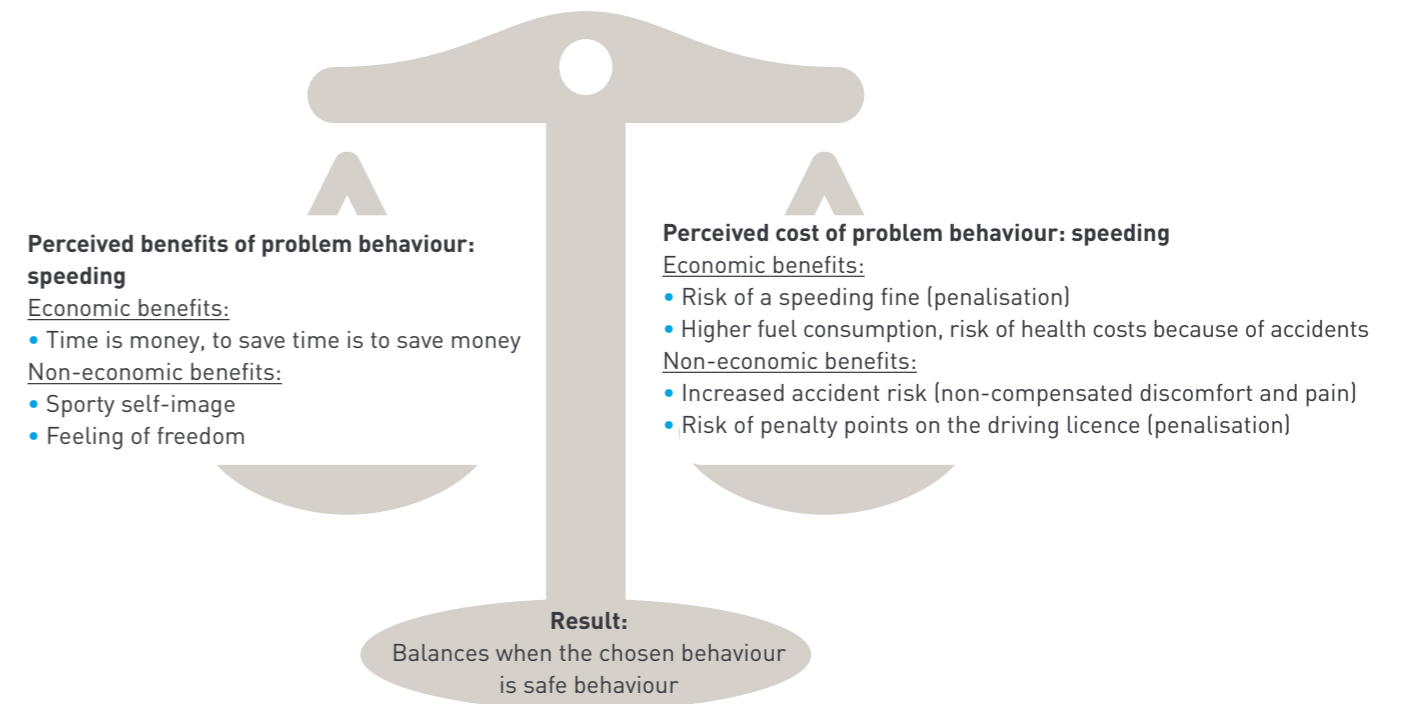 Perceived benefits of problem behaviour:
speeding
Economic benefits:
• Time is money, to save time is to save money
Non-economic benefits:
• Sporty self-image
• Feeling of freedom
Perceived cost of problem behaviour: speeding
Economic benefits:
• Risk of a speeding fine (penalisation)
• Higher fuel consumption, risk of health costs because of accidents
Non-economic benefits:
• Increased accident risk (non-compensated discomfort and pain)
• Risk of penalty points on the driving licence (penalisation)
Result:
Balances when the chosen behaviour
is safe behaviour